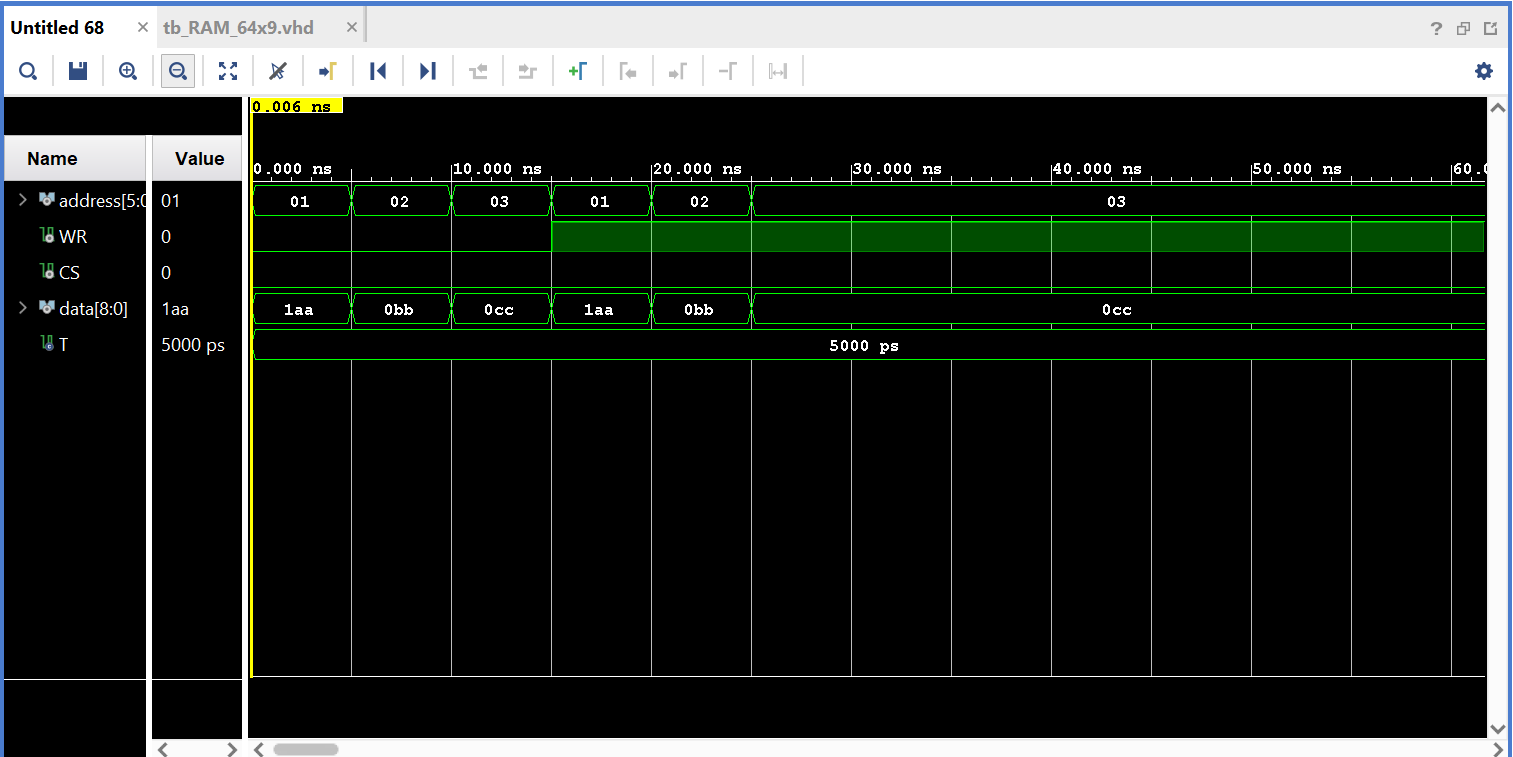 Untitled 68 × tb_RAM_64x9.vhd ×
?
0.006 ns
Name Value
0.000 ns 10.000 ns 20.000 ns 30.000 ns 40.000 ns 50.000 ns 60.0
address[5:0 01 01 02 03 01 02 03
WR 0
CS 0
data[8:0] 1aa 1aa 0bb 0cc 1aa 0bb 0cc
T 5000 ps 5000 ps